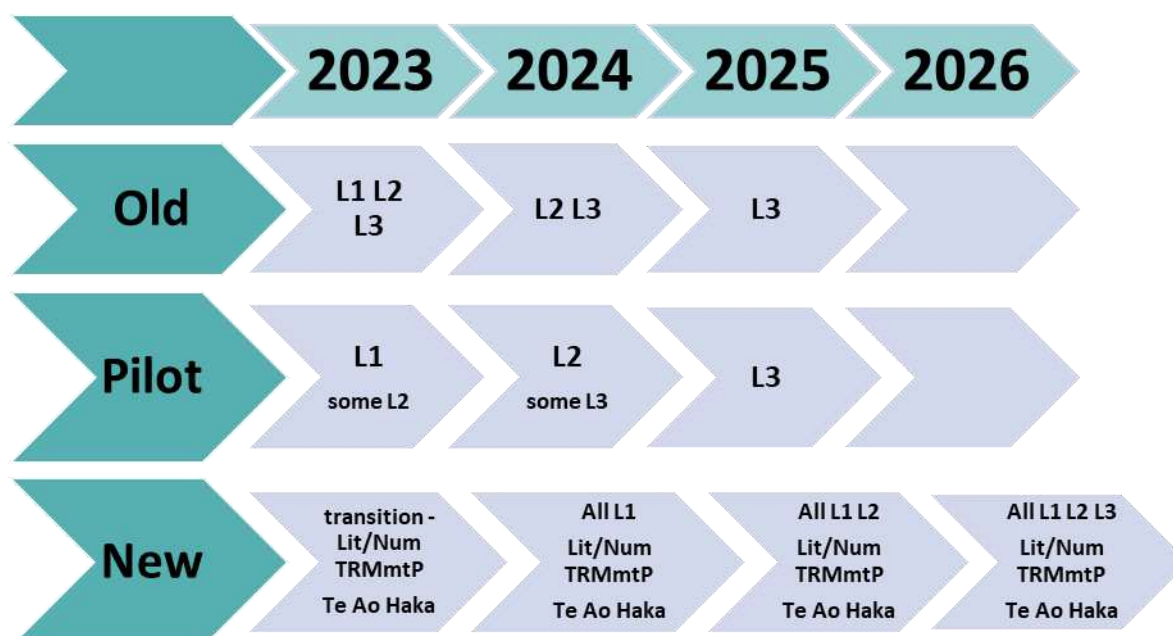 2023 2024 2025 2026
Old
L1 L2
L3
L2 L3
L3
Pilot
L1
some L2
L2
some L3
L3
New
transition -
Lit/Num
TRMmtP
Te Ao Haka
All L1
Lit/Num
TRMmtP
Te Ao Haka
All L1 L2
Lit/Num
TRMmtP
Te Ao Haka
All L1 L2 L3
Lit/Num
TRMmtP
Te Ao Haka